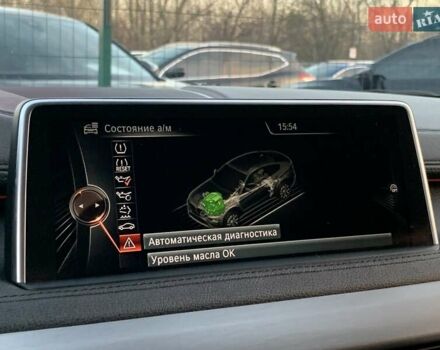 auto RIA
Состояние а/м
15:54
RESET
Автоматическая диагностика
Уровень масла OK